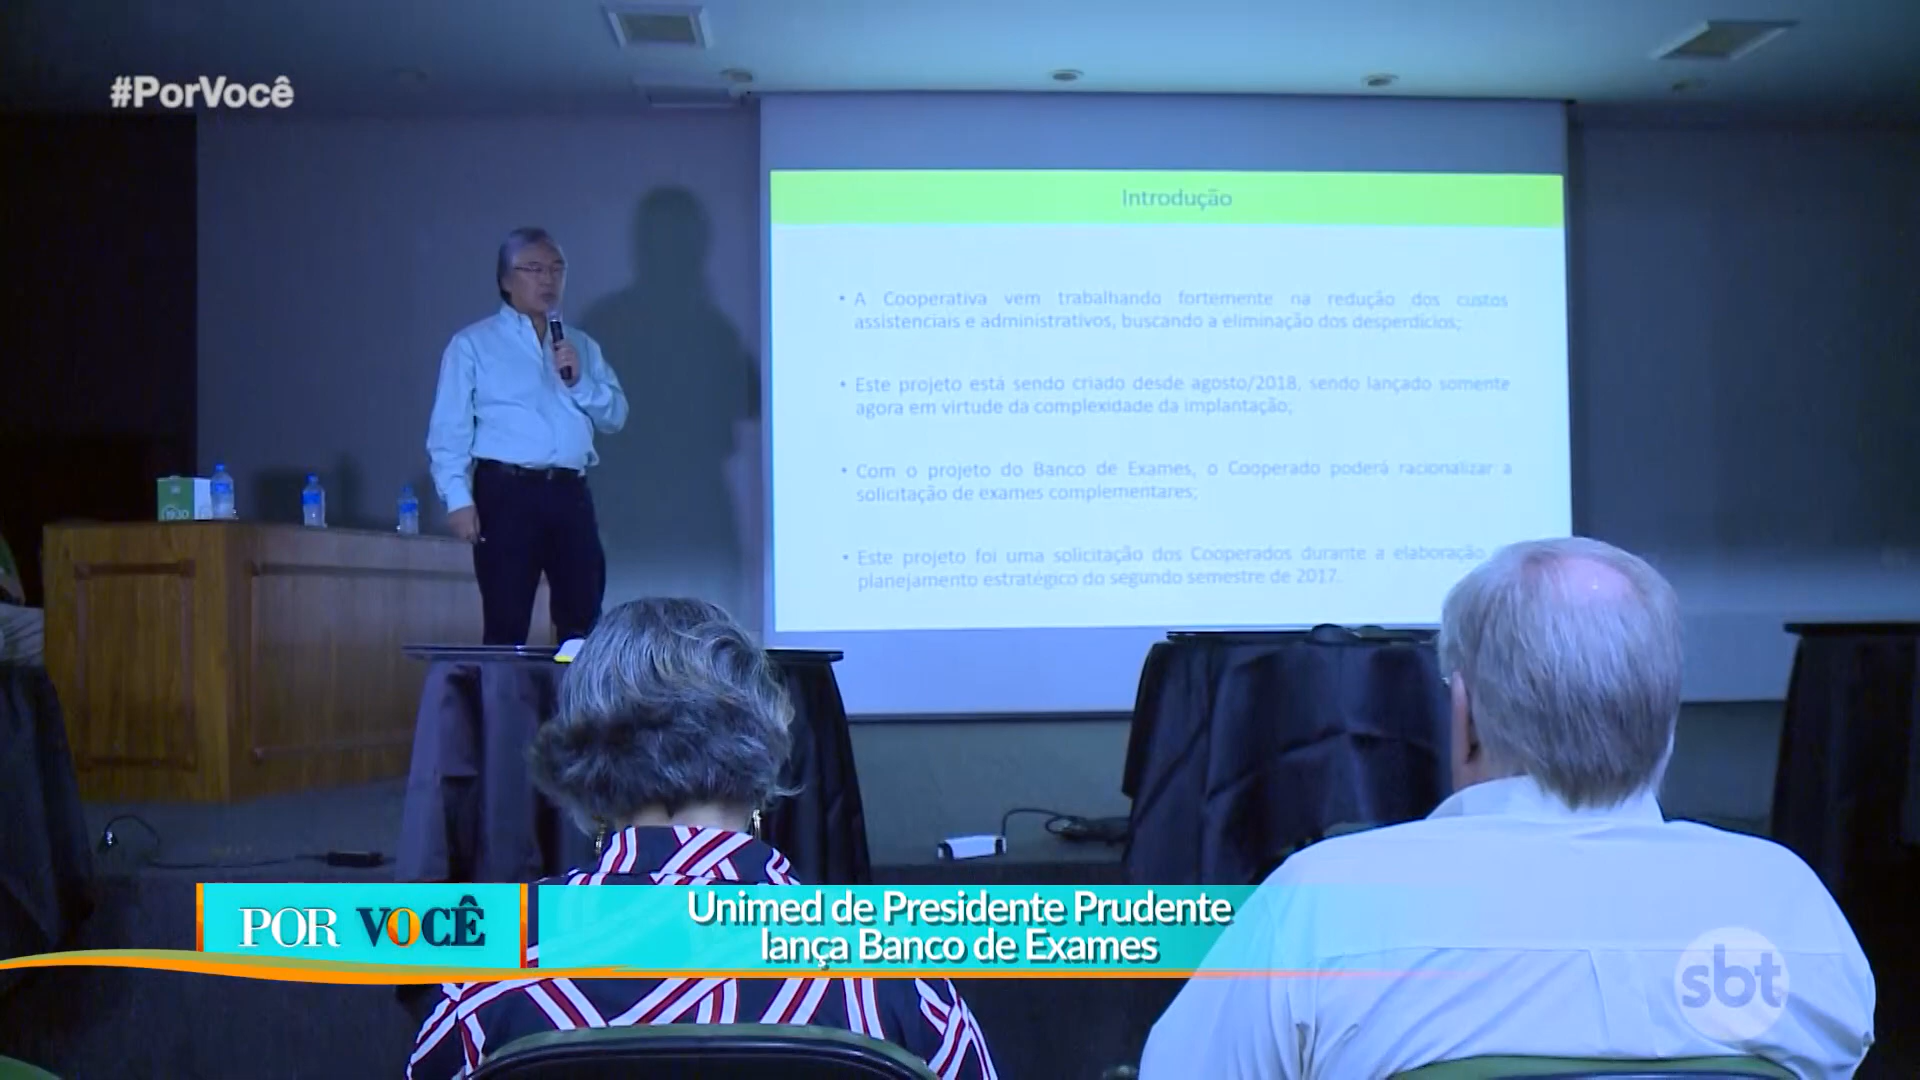 #PorVocê
Introdução
• A Cooperativa vem trabalhando fortemente na redução dos custos
assistenciais e administrativos, buscando a eliminação dos desperdícios;
• Este projeto está sendo criado desde agosto/2018, sendo lançado somente
agora em virtude da complexidade da implantação;
• Com o projeto do Banco de Exames, o Cooperado poderá racionalizar a
solicitação de exames complementares;
• Este projeto foi uma solicitação dos Cooperados durante a elaboração
planejamento estratégico do segundo semestre de 2017.
POR VOCÊ
Unimed de Presidente Prudente
lança Banco de Exames
sbt